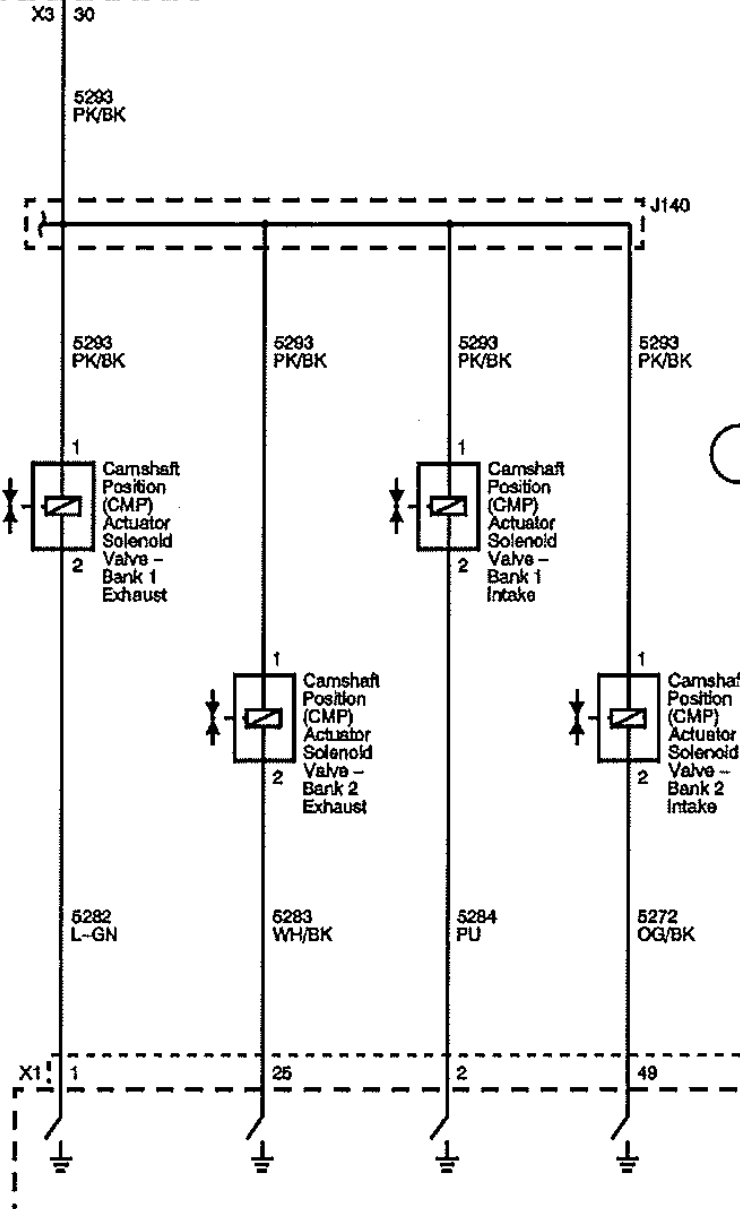 X3 30
5293
PK/BK
J140
5293
PK/BK
5293
PK/BK
5293
PK/BK
5293
PK/BK
1
Camshaft
Position
(CMP)
Actuator
Solenoid
Valve –
Bank 1
Exhaust
2
1
Camshaft
Position
(CMP)
Actuator
Solenoid
Valve –
Bank 1
Intake
2
1
Camshaft
Position
(CMP)
Actuator
Solenoid
Valve –
Bank 2
Exhaust
2
1
Camshaf
Position
(CMP)
Actuator
Solenoid
Valve –
Bank 2
Intake
2
5282
L-GN
5283
WH/BK
5284
PU
5272
OG/BK
X1 1 25 2 49